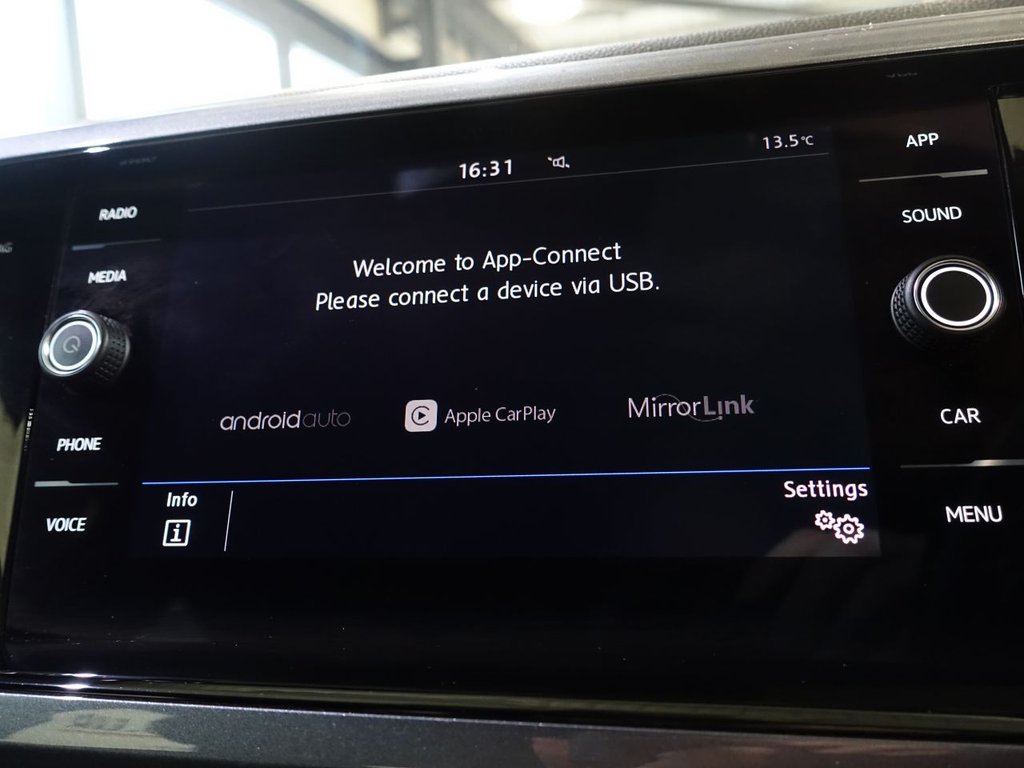 16:31
13.5°C
APP
RADIO
SOUND
MEDIA
Welcome to App-Connect
Please connect a device via USB.
androidauto
Apple CarPlay
MirrorLink
PHONE
CAR
Info
Settings
VOICE
MENU